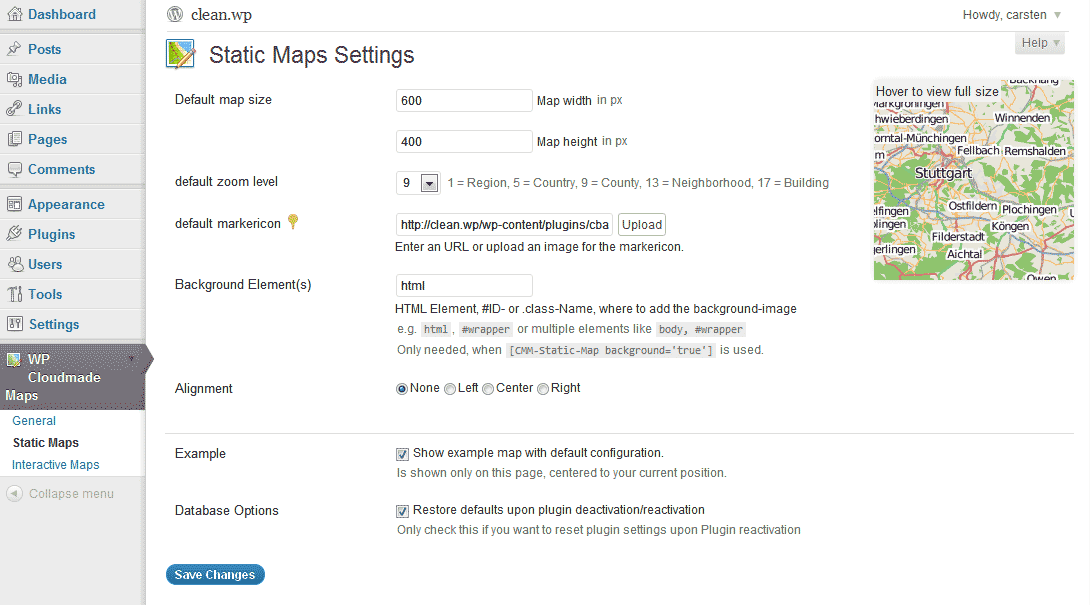 Dashboard
Posts
Media
Links
Pages
Comments
Appearance
Plugins
Users
Tools
Settings
WP
Cloudmade
Maps
General
Static Maps
Interactive Maps
Collapse menu
clean.wp
Howdy, carsten
Help
Static Maps Settings
Default map size
600 Map width in px
400 Map height in px
default zoom level
9 1 = Region, 5 = Country, 9 = County, 13 = Neighborhood, 17 = Building
default markericon
http://clean.wp/wp-content/plugins/cba Upload
Enter an URL or upload an image for the markericon.
Background Element(s)
html
HTML Element, #ID- or .class-Name, where to add the background-image
e.g. html, #wrapper or multiple elements like body, #wrapper
Only needed, when [CMM-Static-Map background='true'] is used.
Alignment
None Left Center Right
Example
Show example map with default configuration.
Is shown only on this page, centered to your current position.
Database Options
Restore defaults upon plugin deactivation/reactivation
Only check this if you want to reset plugin settings upon Plugin reactivation
Save Changes
Hover to view full size
hwieberdingen
Winnenden
orntal-Münchingen
Fellbach Remshalden
Stuttgart
Ostfildern Plochingen
elfingen
Köngen
Filderstadt
Aichtal